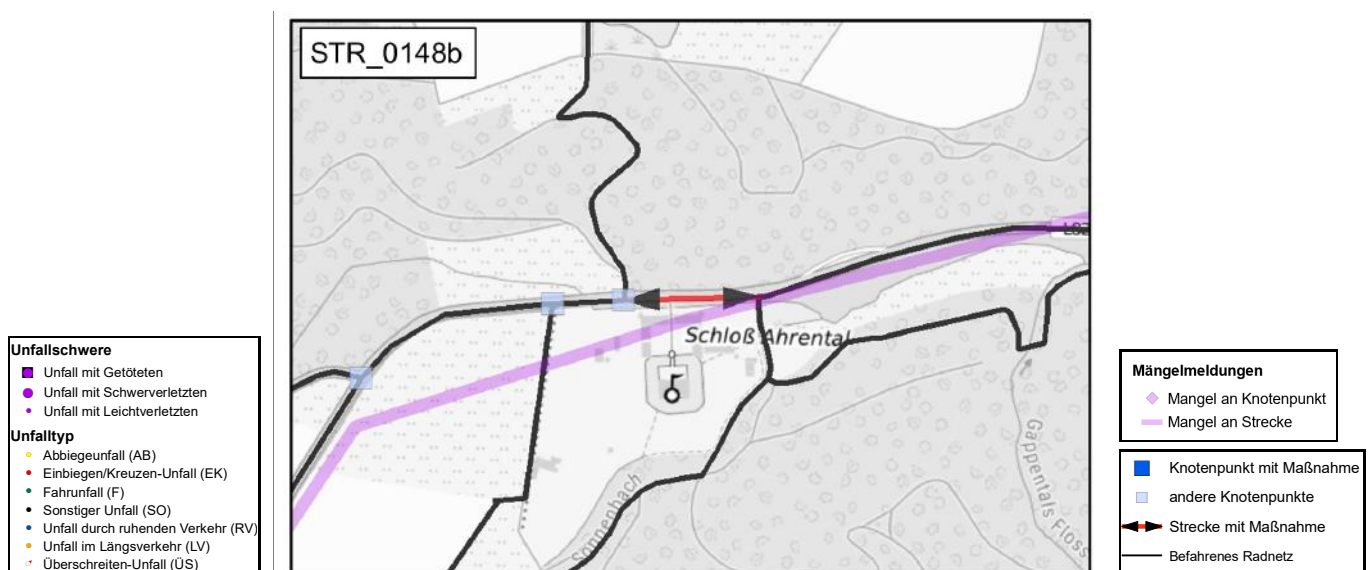 STR_0148b
Schloß Ahrental
Sonnenbach
Gappentals Floss
Unfallschwere
Unfall mit Getöteten
Unfall mit Schwerverletzten
Unfall mit Leichtverletzten
Unfalltyp
Abbiegeunfall (AB)
Einbiegen/Kreuzen-Unfall (EK)
Fahrunfall (F)
Sonstiger Unfall (SO)
Unfall durch ruhenden Verkehr (RV)
Unfall im Längsverkehr (LV)
Überschreiten-Unfall (ÜS)
Mängelmeldungen
Mangel an Knotenpunkt
Mangel an Strecke
Knotenpunkt mit Maßnahme
andere Knotenpunkte
Strecke mit Maßnahme
Befahrenes Radnetz